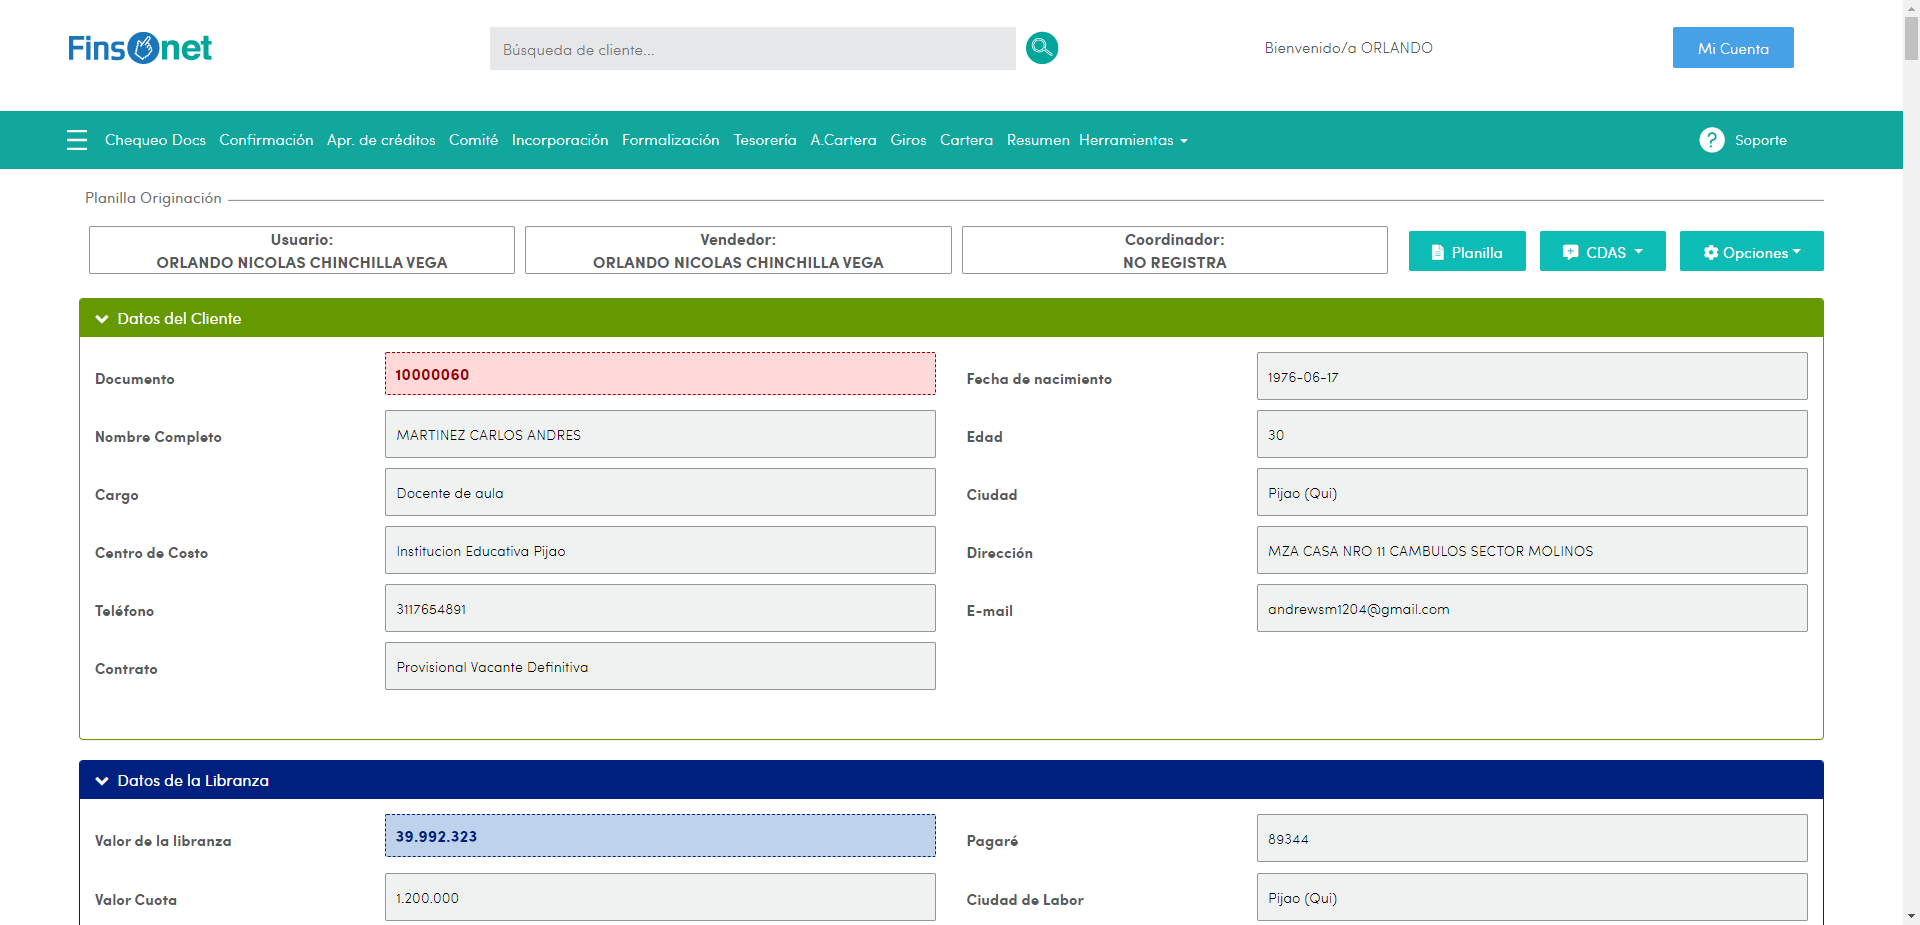 Finsonet
Búsqueda de cliente...
Bienvenido/a ORLANDO
Mi Cuenta
Chequeo Docs Confirmación Apr. de créditos Comité Incorporación Formalización Tesorería A.Cartera Giros Cartera Resumen Herramientas
? Soporte
Planilla Originación
Usuario:
ORLANDO NICOLAS CHINCHILLA VEGA
Vendedor:
ORLANDO NICOLAS CHINCHILLA VEGA
Coordinador:
NO REGISTRA
Planilla
CDAS
Opciones
Datos del Cliente
Documento 10000060 Fecha de nacimiento 1976-06-17
Nombre Completo MARTINEZ CARLOS ANDRES Edad 30
Cargo Docente de aula Ciudad Pijao (Qui)
Centro de Costo Institucion Educativa Pijao Dirección MZA CASA NRO 11 CAMBULOS SECTOR MOLINOS
Teléfono 3117654891 E-mail andrewsm1204@gmail.com
Contrato Provisional Vacante Definitiva
Datos de la Libranza
Valor de la libranza 39.992.323 Pagaré 89344
Valor Cuota 1.200.000 Ciudad de Labor Pijao (Qui)